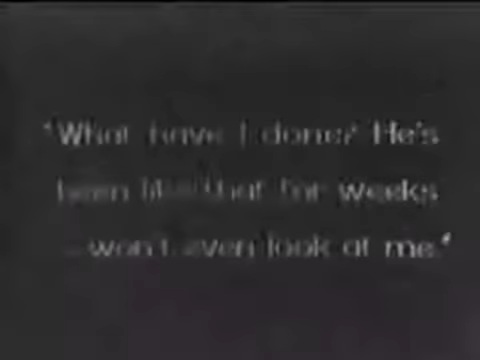 "What have I done? He's
been like that for weeks
- won't even look at me."